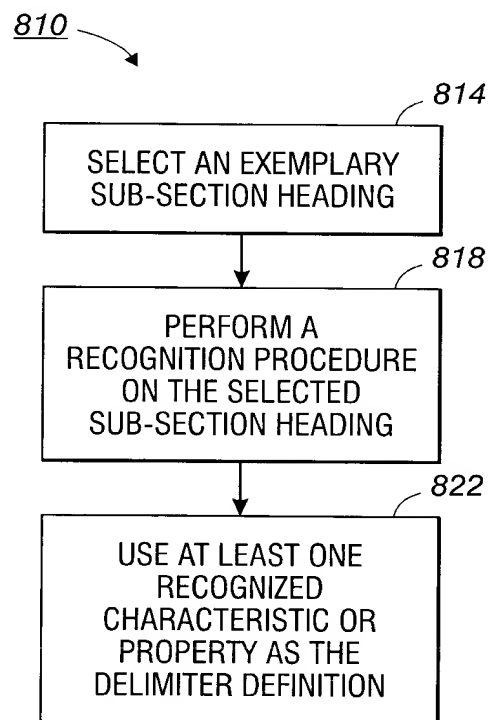 810
814
SELECT AN EXEMPLARY
SUB-SECTION HEADING
818
PERFORM A
RECOGNITION PROCEDURE
ON THE SELECTED
SUB-SECTION HEADING
822
USE AT LEAST ONE
RECOGNIZED
CHARACTERISTIC OR
PROPERTY AS THE
DELIMITER DEFINITION